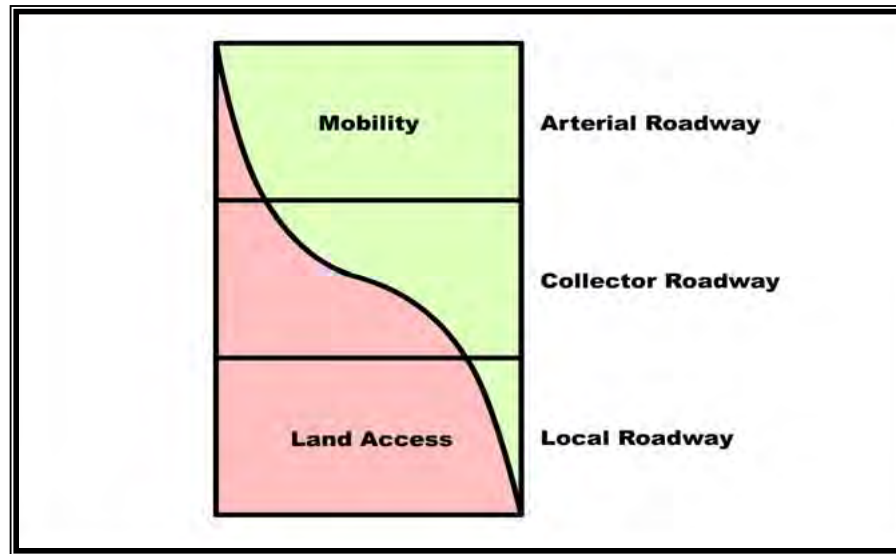 Mobility
Arterial Roadway
Collector Roadway
Land Access
Local Roadway